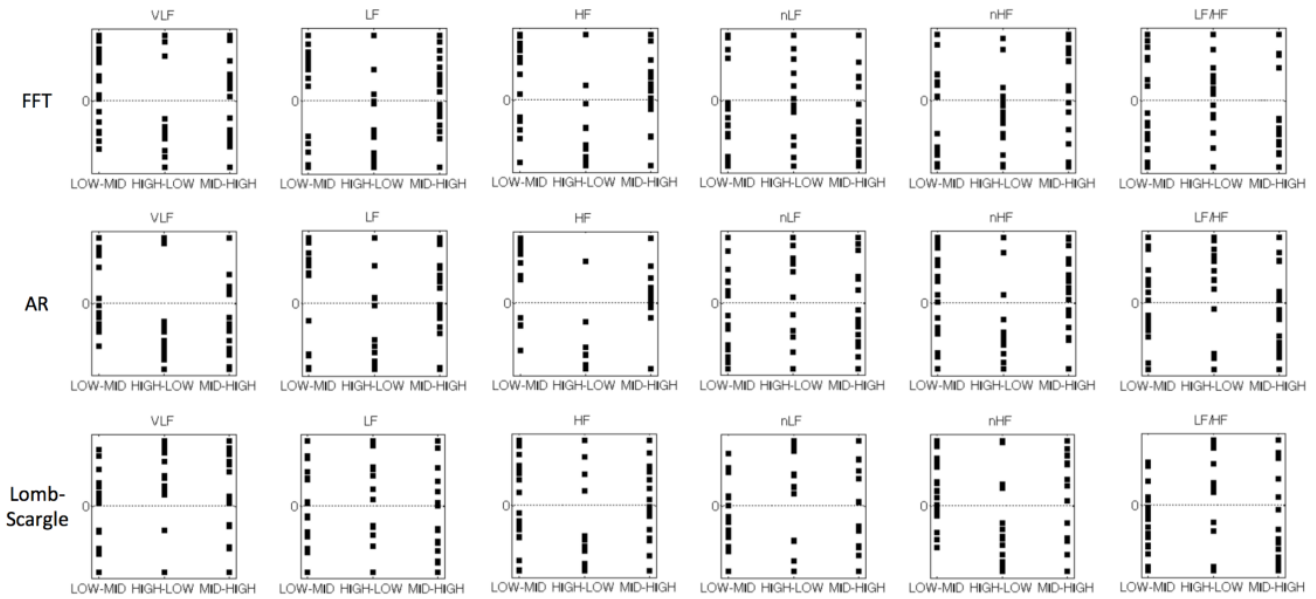 VLF LF HF nLF nHF LF/HF
FFT 0 0 0 0 0 0
LOW-MID HIGH-LOW MID-HIGH LOW-MID HIGH-LOW MID-HIGH LOW-MID HIGH-LOW MID-HIGH LOW-MID HIGH-LOW MID-HIGH LOW-MID HIGH-LOW MID-HIGH LOW-MID HIGH-LOW MID-HIGH
VLF LF HF nLF nHF LF/HF
AR 0 0 0 0 0 0
LOW-MID HIGH-LOW MID-HIGH LOW-MID HIGH-LOW MID-HIGH LOW-MID HIGH-LOW MID-HIGH LOW-MID HIGH-LOW MID-HIGH LOW-MID HIGH-LOW MID-HIGH LOW-MID HIGH-LOW MID-HIGH
VLF LF HF nLF nHF LF/HF
Lomb-
Scargle 0 0 0 0 0 0
LOW-MID HIGH-LOW MID-HIGH LOW-MID HIGH-LOW MID-HIGH LOW-MID HIGH-LOW MID-HIGH LOW-MID HIGH-LOW MID-HIGH LOW-MID HIGH-LOW MID-HIGH LOW-MID HIGH-LOW MID-HIGH